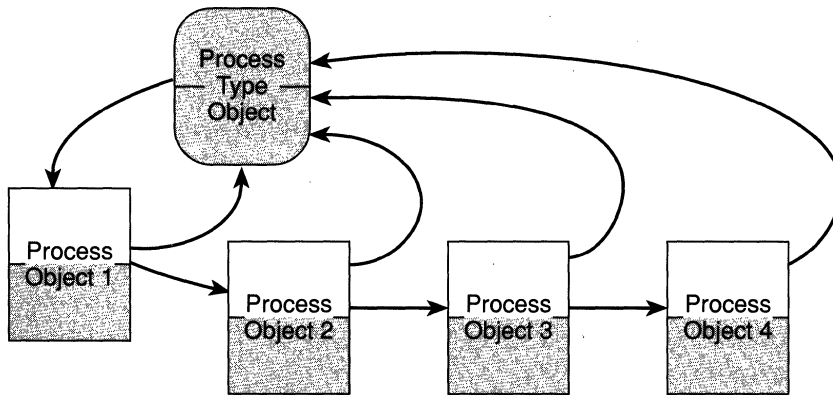 Process
Type
Object
Process
Object 1
Process
Object 2
Process
Object 3
Process
Object 4